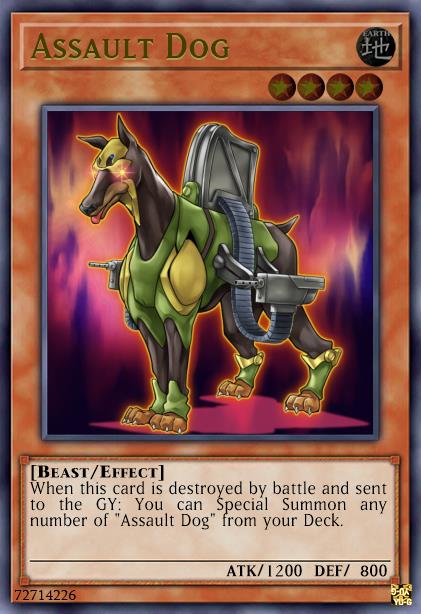 Assault Dog
EARTH
地
[Beast/Effect]
When this card is destroyed by battle and sent
to the GY: You can Special Summon any
number of "Assault Dog" from your Deck.
ATK/1200 DEF/ 800
72714226